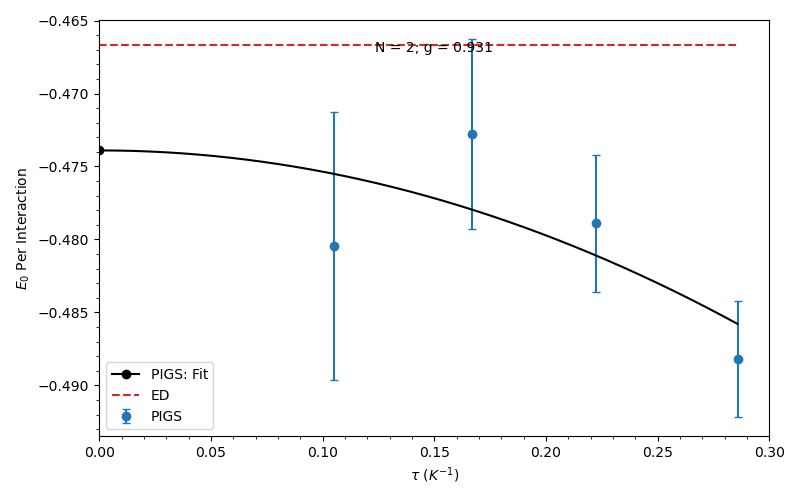 −0.465
−0.470
−0.475
−0.480
−0.485
−0.490
E₀ Per Interaction
N = 2; g = 0.931
PIGS: Fit
ED
PIGS
0.00 0.05 0.10 0.15 0.20 0.25 0.30
τ (K⁻¹)